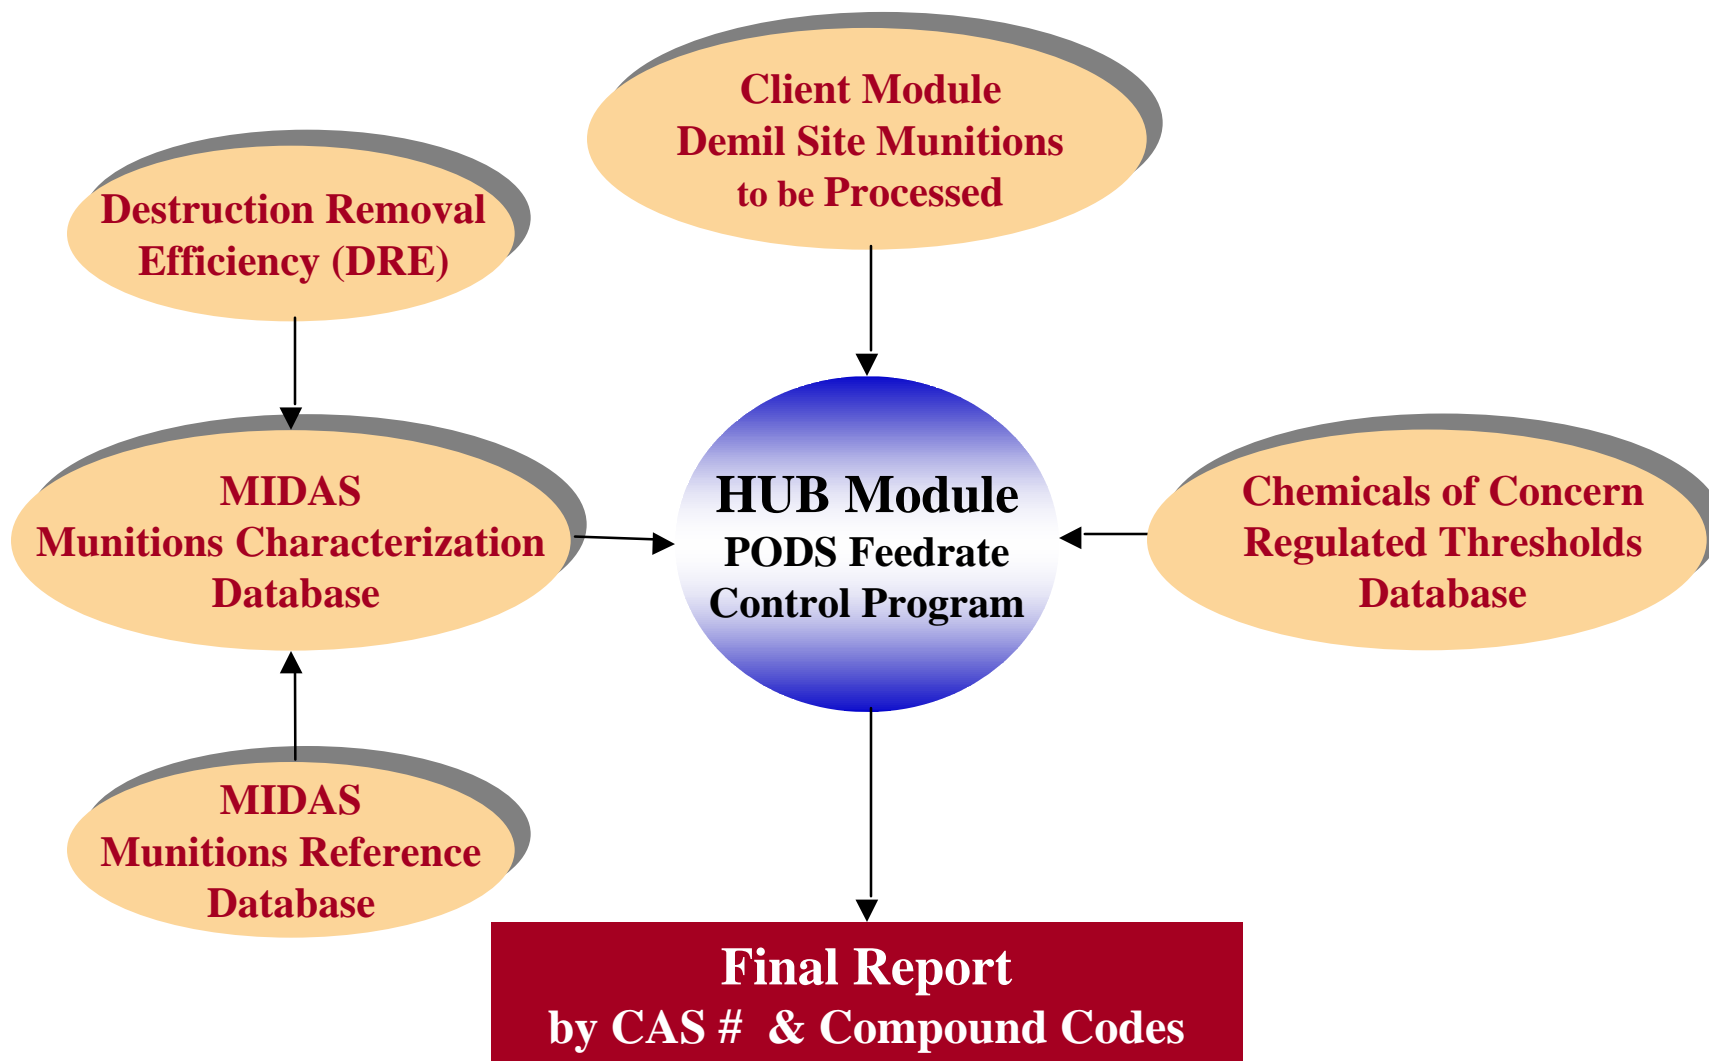 Client Module
Demil Site Munitions
to be Processed
Destruction Removal
Efficiency (DRE)
MIDAS
Munitions Characterization
Database
HUB Module
PODS Feedrate
Control Program
Chemicals of Concern
Regulated Thresholds
Database
MIDAS
Munitions Reference
Database
Final Report
by CAS # & Compound Codes